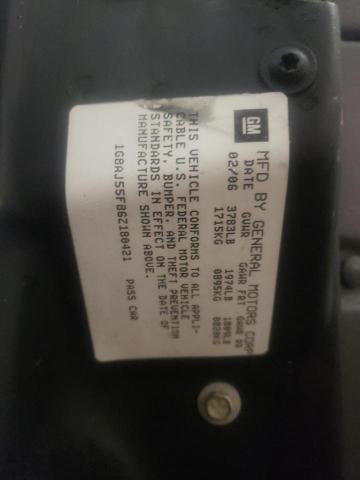 GM
MFD BY GENERAL MOTORS CORP
DATE GVWR GAWR FRT GAWR RR
02/06 3783LB 1974LB 1809LB
1715KG 0895KG 0820KG
THIS VEHICLE CONFORMS TO ALL APPLI-
CABLE U.S. FEDERAL MOTOR VEHICLE
SAFETY, BUMPER, AND THEFT PREVENTION
STANDARDS IN EFFECT ON THE DATE OF
MANUFACTURE SHOWN ABOVE.
1G8AJ55F86Z180421 PASS CAR